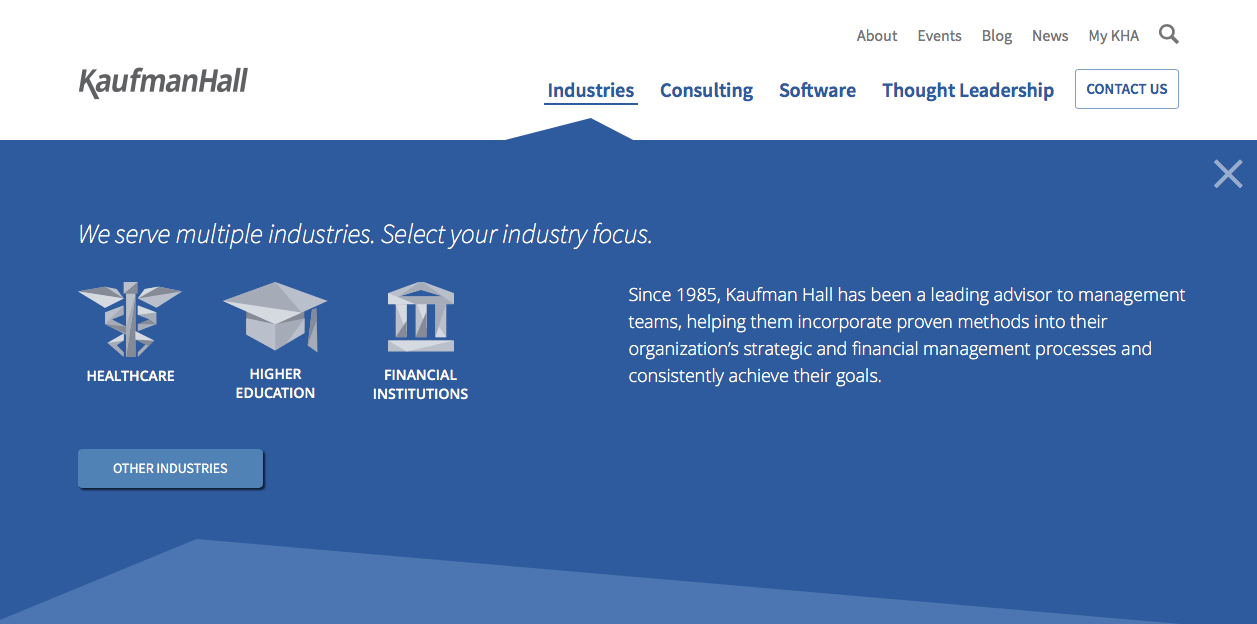 About Events Blog News My KHA
KaufmanHall
Industries Consulting Software Thought Leadership CONTACT US
We serve multiple industries. Select your industry focus.
HEALTHCARE
HIGHER
EDUCATION
FINANCIAL
INSTITUTIONS
Since 1985, Kaufman Hall has been a leading advisor to management
teams, helping them incorporate proven methods into their
organization’s strategic and financial management processes and
consistently achieve their goals.
OTHER INDUSTRIES